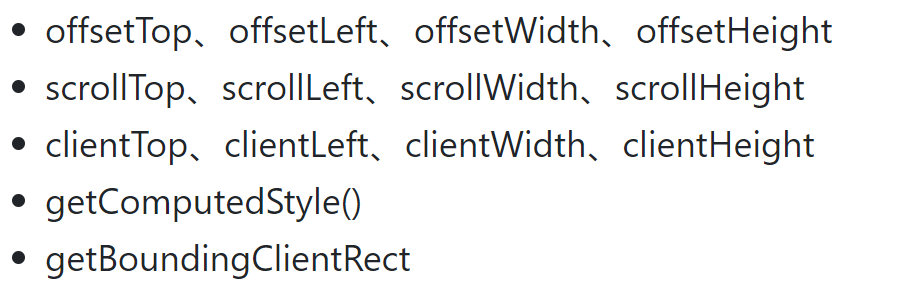 • offsetTop、offsetLeft、offsetWidth、offsetHeight
• scrollTop、scrollLeft、scrollWidth、scrollHeight
• clientTop、clientLeft、clientWidth、clientHeight
• getComputedStyle()
• getBoundingClientRect